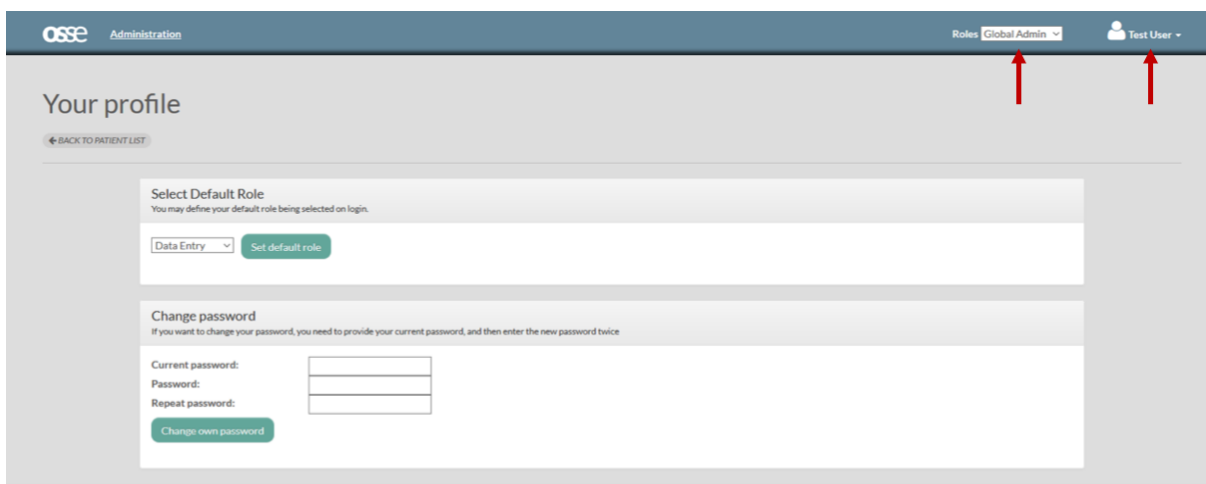 osse Administration Roles Global Admin Test User
Your profile
BACK TO PATIENT LIST
Select Default Role
You may define your default role being selected on login.
Data Entry Set default role
Change password
If you want to change your password, you need to provide your current password, and then enter the new password twice
Current password:
Password:
Repeat password:
Change own password